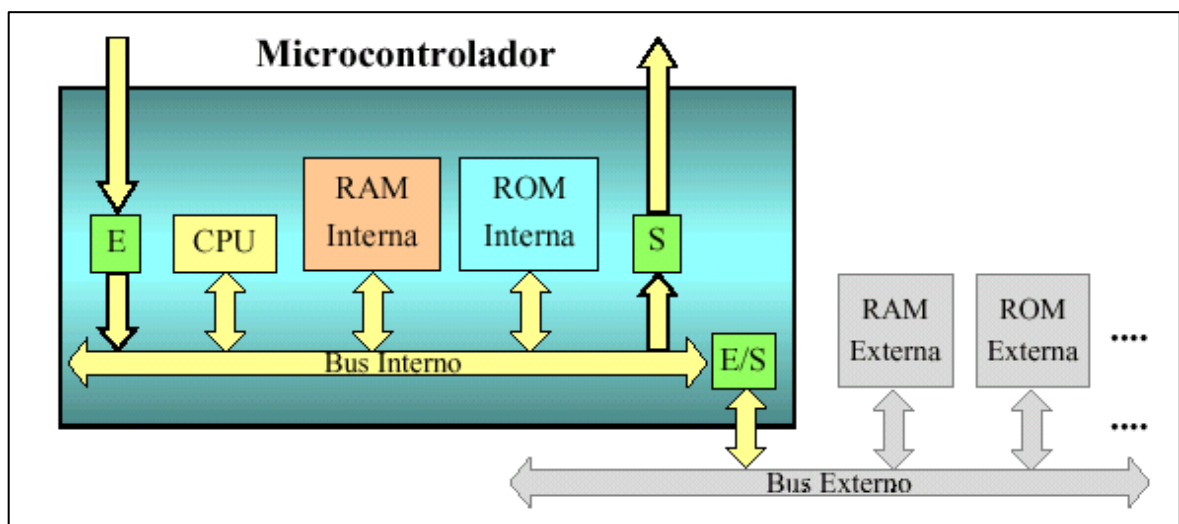 Microcontrolador
E
CPU
RAM
Interna
ROM
Interna
S
Bus Interno
E/S
RAM
Externa
ROM
Externa
....
....
Bus Externo